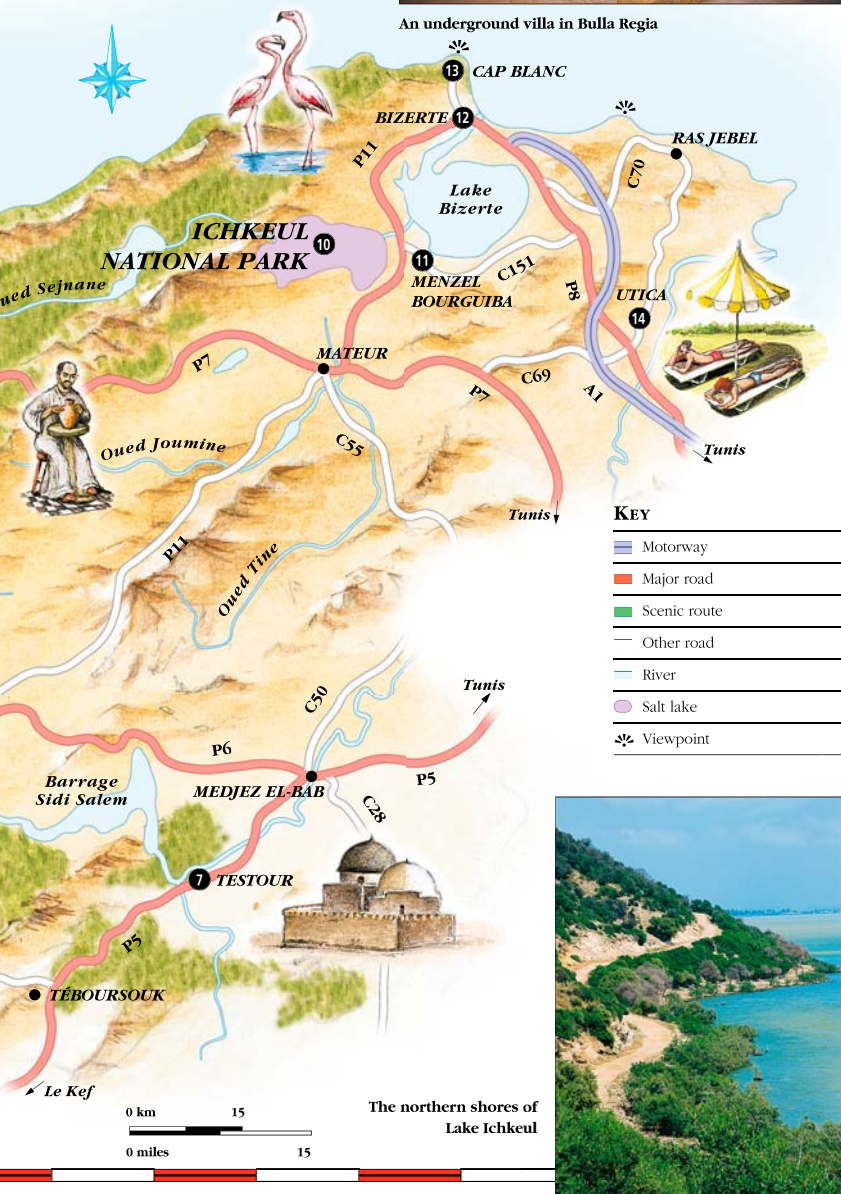 An underground villa in Bulla Regia
13 CAP BLANC
BIZERTE 12
RAS JEBEL
P11
C70
Lake
Bizerte
ICHKEUL
NATIONAL PARK 10
11
MENZEL
BOURGUIBA
C151
P8
UTICA
14
ued Sejnane
MATEUR
P7
P7
C69
A1
Oued Joumine
C55
Tunis
Tunis
P11
Oued Tine
KEY
Motorway
Major road
Scenic route
Other road
River
Salt lake
Viewpoint
Tunis
C50
P6
P5
Barrage
Sidi Salem
MEDJEZ EL-BAB
C28
7 TESTOUR
P5
TÉBOURSOUK
Le Kef
0 km 15
0 miles 15
The northern shores of
Lake Ichkeul